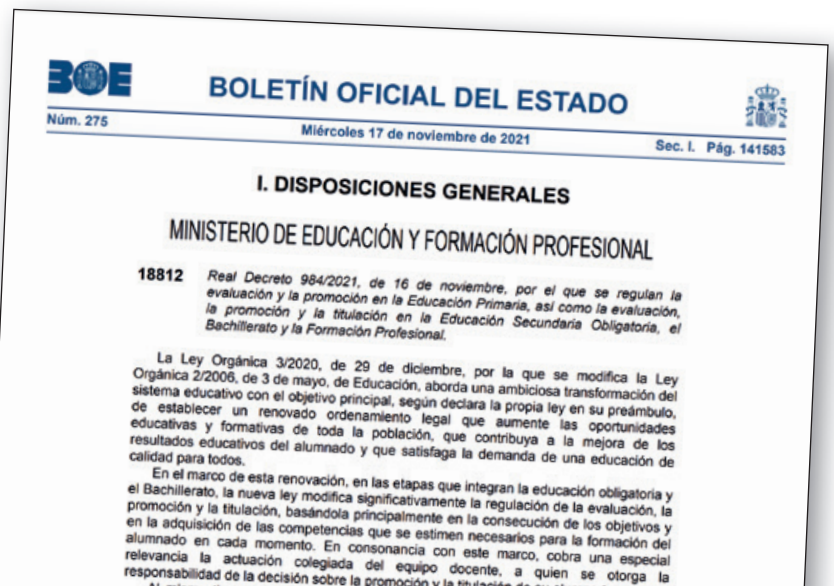 BOE
BOLETÍN OFICIAL DEL ESTADO
Núm. 275
Miércoles 17 de noviembre de 2021
Sec. I. Pág. 141583
I. DISPOSICIONES GENERALES
MINISTERIO DE EDUCACIÓN Y FORMACIÓN PROFESIONAL
18812 Real Decreto 984/2021, de 16 de noviembre, por el que se regulan la
evaluación y la promoción en la Educación Primaria, así como la evaluación,
la promoción y la titulación en la Educación Secundaria Obligatoria, el
Bachillerato y la Formación Profesional.
La Ley Orgánica 3/2020, de 29 de diciembre, por la que se modifica la Ley
Orgánica 2/2006, de 3 de mayo, de Educación, aborda una ambiciosa transformación del
sistema educativo con el objetivo principal, según declara la propia ley en su preámbulo,
de establecer un renovado ordenamiento legal que aumente las oportunidades
educativas y formativas de toda la población, que contribuya a la mejora de los
resultados educativos del alumnado y que satisfaga la demanda de una educación de
calidad para todos.
En el marco de esta renovación, en las etapas que integran la educación obligatoria y
el Bachillerato, la nueva ley modifica significativamente la regulación de la evaluación, la
promoción y la titulación, basándola principalmente en la consecución de los objetivos y
en la adquisición de las competencias que se estimen necesarios para la formación del
alumnado en cada momento. En consonancia con este marco, cobra una especial
relevancia la actuación colegiada del equipo docente, a quien se otorga la
responsabilidad de la decisión sobre la promoción y la titulación de su